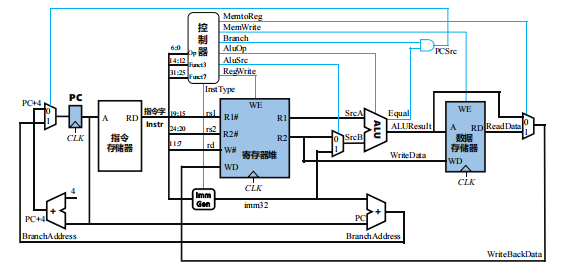 MemtoReg
MemWrite
Branch
AluOp
AluSrc
RegWrite
PCSrc
控制器
6:0
Op
14:12
Funct3
31:25
Funct7
InstType
PC+4
0
1
PC
CLK
A
RD
指令存储器
指令字
Instr
19:15
rs1
24:20
rs2
11:7
rd
WE
R1#
R1
R2#
R2
W#
寄存器堆
WD
CLK
SrcA
0
1
SrcB
ALU
Equal
ALUResult
WriteData
WE
A
RD
数据存储器
WD
CLK
ReadData
0
1
4
+
PC+4
Imm Gen
imm32
PC
+
BranchAddress
BranchAddress
WriteBackData